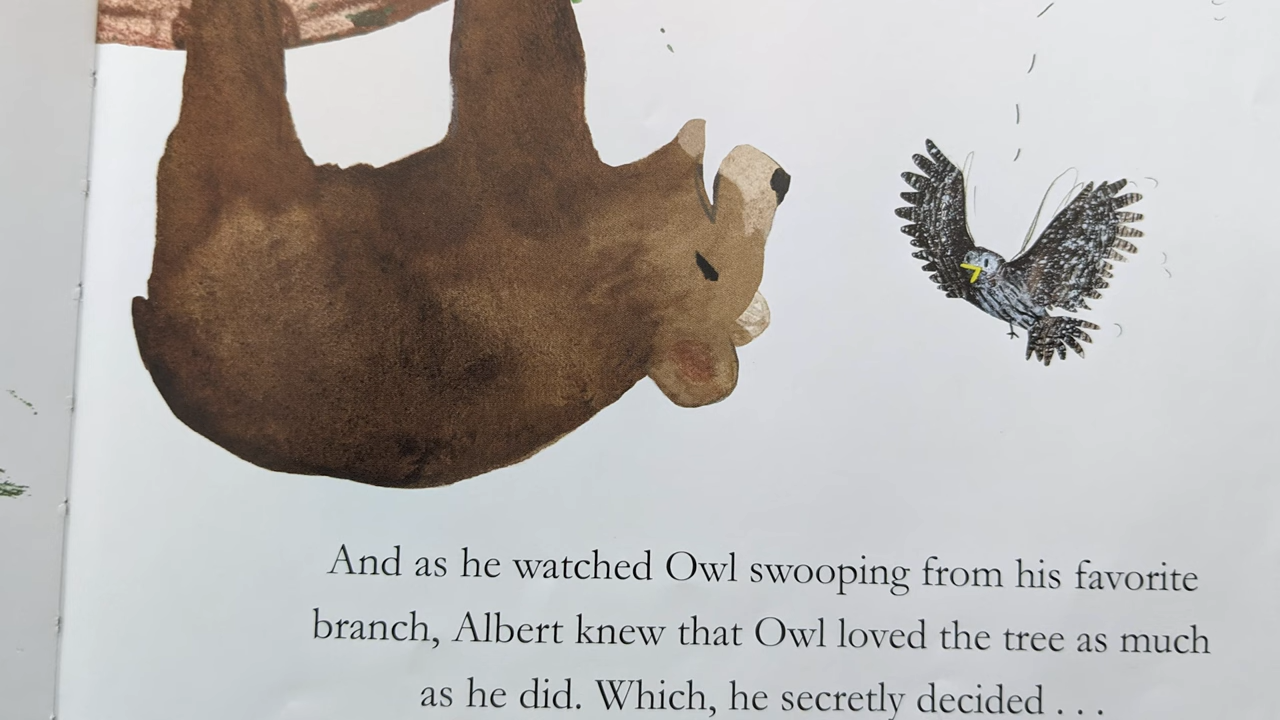 And as he watched Owl swooping from his favorite
branch, Albert knew that Owl loved the tree as much
as he did. Which, he secretly decided . . .